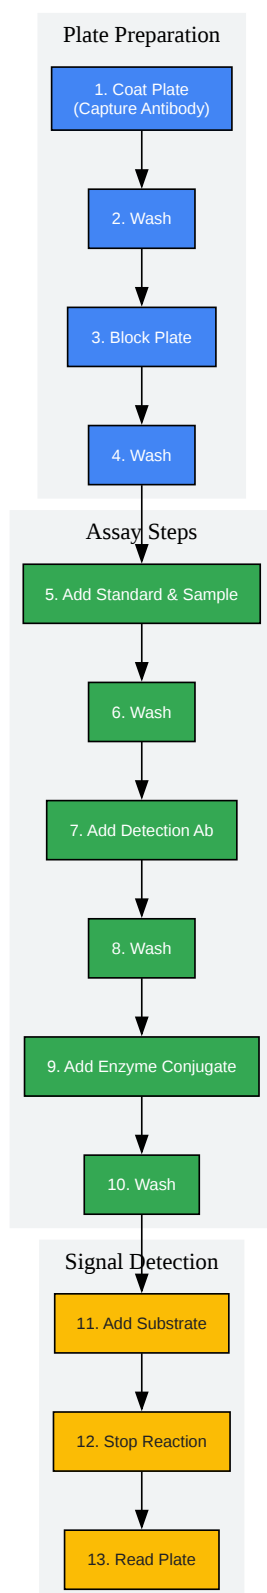 Plate Preparation
1. Coat Plate
(Capture Antibody)
2. Wash
3. Block Plate
4. Wash
Assay Steps
5. Add Standard & Sample
6. Wash
7. Add Detection Ab
8. Wash
9. Add Enzyme Conjugate
10. Wash
Signal Detection
11. Add Substrate
12. Stop Reaction
13. Read Plate